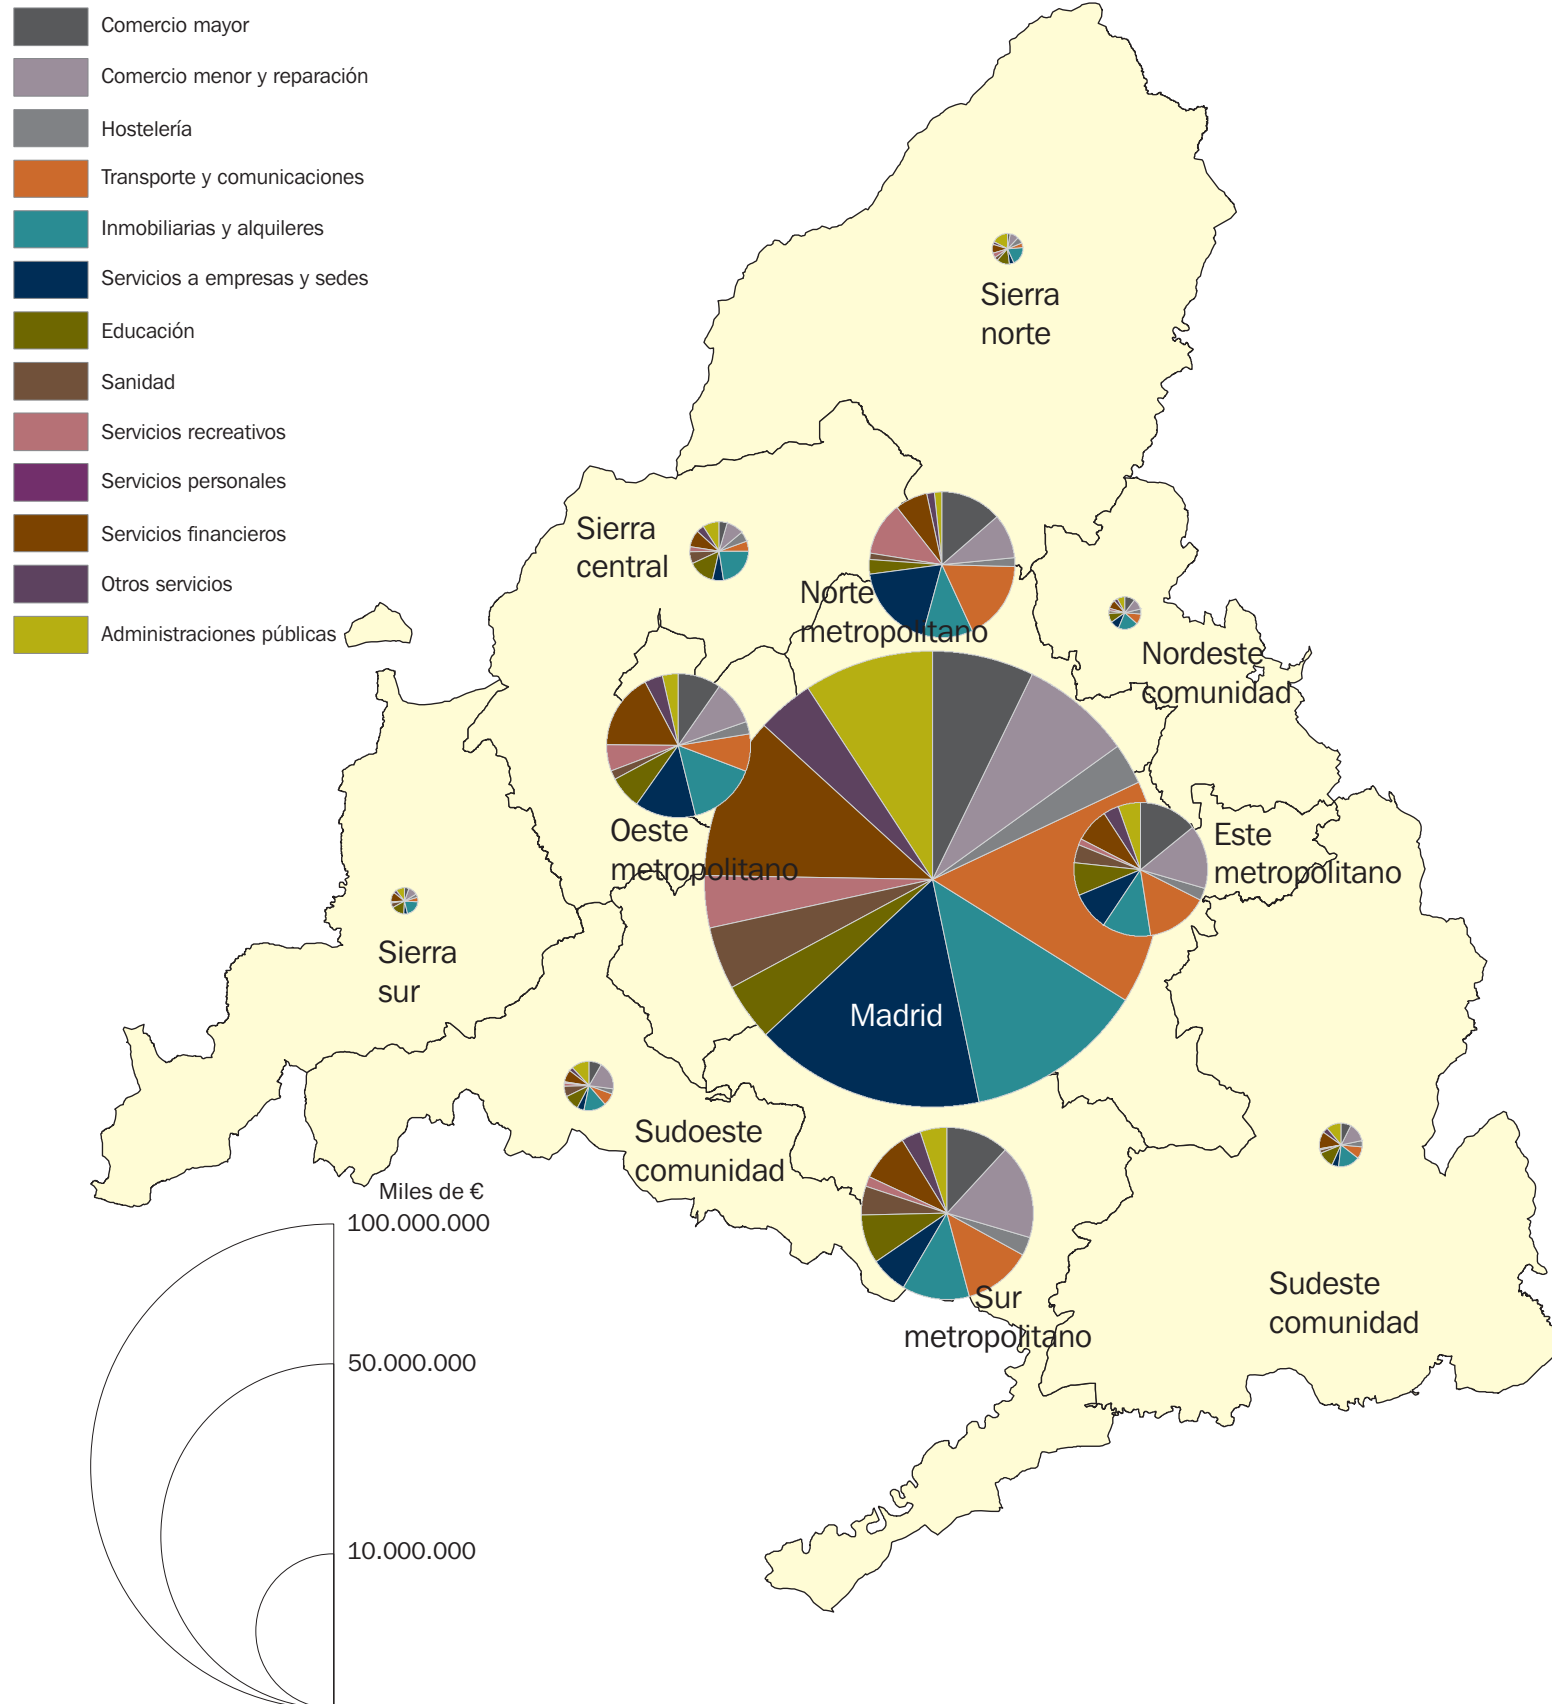 Comercio mayor
Comercio menor y reparación
Hostelería
Transporte y comunicaciones
Inmobiliarias y alquileres
Servicios a empresas y sedes
Educación
Sanidad
Servicios recreativos
Servicios personales
Servicios financieros
Otros servicios
Administraciones públicas
Sierra
norte
Sierra
central
Norte
metropolitano
Nordeste
comunidad
Oeste
metropolitano
Este
metropolitano
Sierra
sur
Madrid
Sudoeste
comunidad
Sur
metropolitano
Sudeste
comunidad
Miles de €
100.000.000
50.000.000
10.000.000